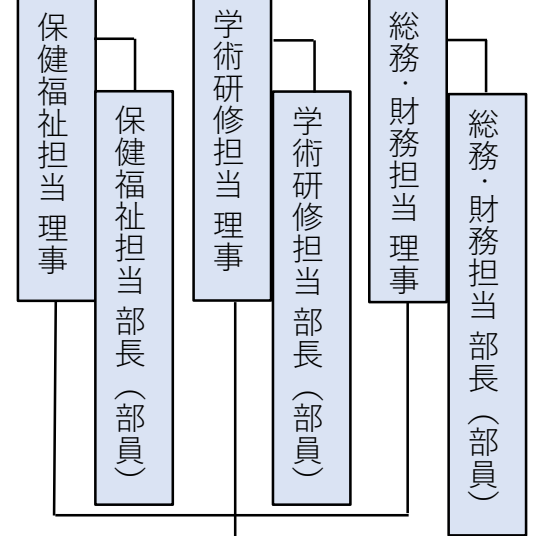 総務・財務担当 部長（部員）
総務・財務担当 理事
学術研修担当 部長（部員）
学術研修担当 理事
保健福祉担当 部長（部員）
保健福祉担当 理事